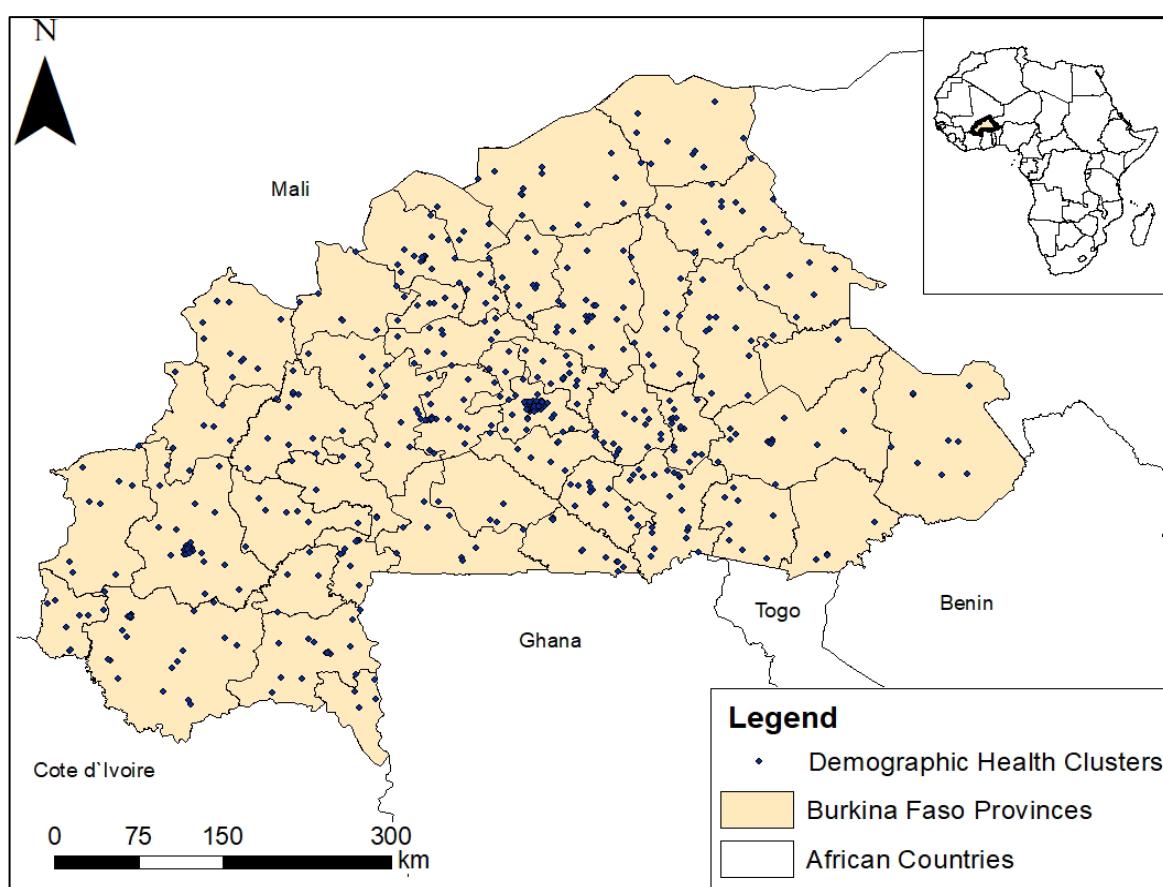 N
Mali
Benin
Togo
Ghana
Cote d`Ivoire
0 75 150 300
km
Legend
Demographic Health Clusters
Burkina Faso Provinces
African Countries